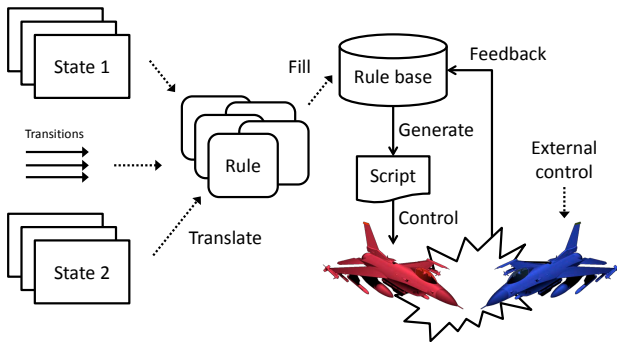 State 1
Transitions
State 2
Rule
Translate
Fill
Rule base
Feedback
Generate
Script
Control
External
control